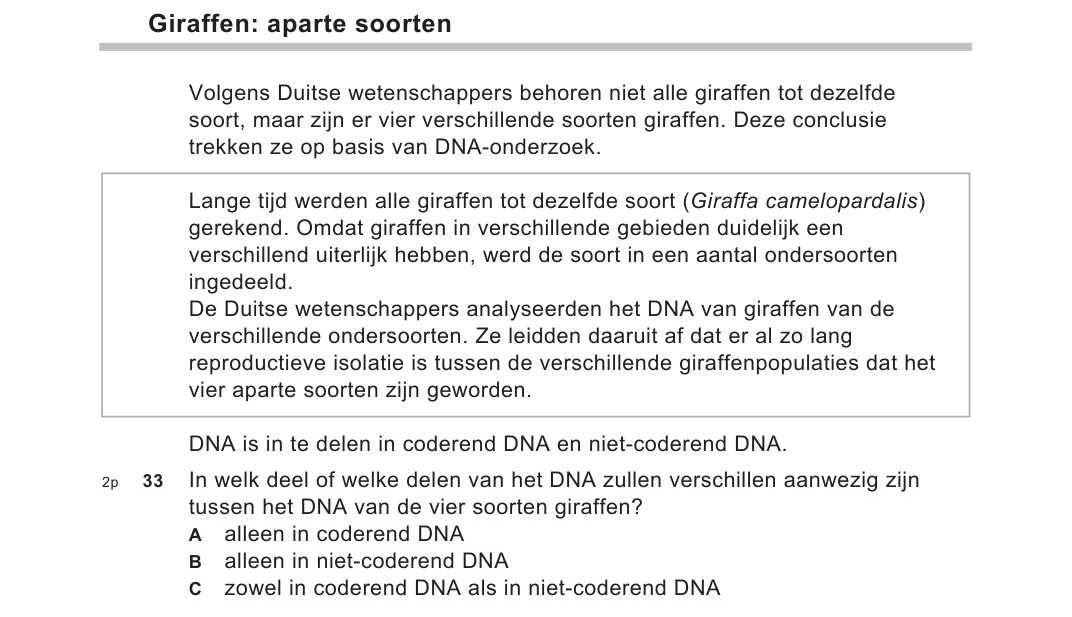 Giraffen: aparte soorten
Volgens Duitse wetenschappers behoren niet alle giraffen tot dezelfde
soort, maar zijn er vier verschillende soorten giraffen. Deze conclusie
trekken ze op basis van DNA-onderzoek.
Lange tijd werden alle giraffen tot dezelfde soort (Giraffa camelopardalis)
gerekend. Omdat giraffen in verschillende gebieden duidelijk een
verschillend uiterlijk hebben, werd de soort in een aantal ondersoorten
ingedeeld.
De Duitse wetenschappers analyseerden het DNA van giraffen van de
verschillende ondersoorten. Ze leidden daaruit af dat er al zo lang
reproductieve isolatie is tussen de verschillende giraffenpopulaties dat het
vier aparte soorten zijn geworden.
DNA is in te delen in coderend DNA en niet-coderend DNA.
2p 33 In welk deel of welke delen van het DNA zullen verschillen aanwezig zijn
tussen het DNA van de vier soorten giraffen?
A alleen in coderend DNA
B alleen in niet-coderend DNA
C zowel in coderend DNA als in niet-coderend DNA